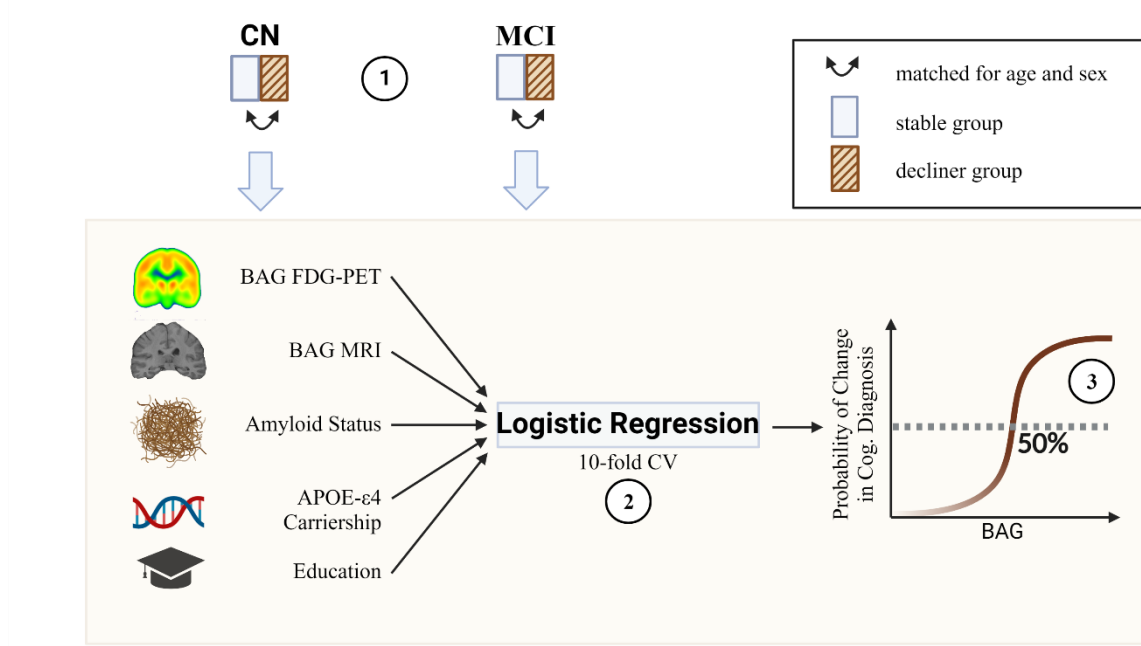 CN
MCI
1
matched for age and sex
stable group
decliner group
BAG FDG-PET
BAG MRI
Amyloid Status
APOE-ε4
Carriership
Education
Logistic Regression
10-fold CV
2
Probability of Change
in Cog. Diagnosis
3
50%
BAG